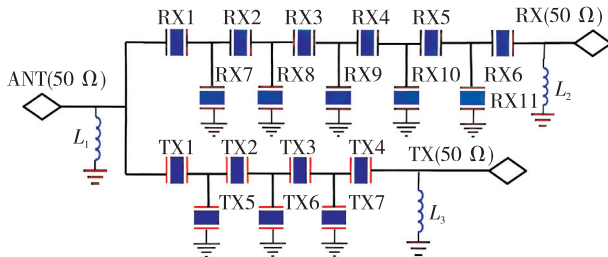 RX1 RX2 RX3 RX4 RX5 RX(50 Ω)
ANT(50 Ω)
RX7 RX8 RX9 RX10 RX6
RX11
L₁
L₂
TX1 TX2 TX3 TX4 TX(50 Ω)
TX5 TX6 TX7
L₃